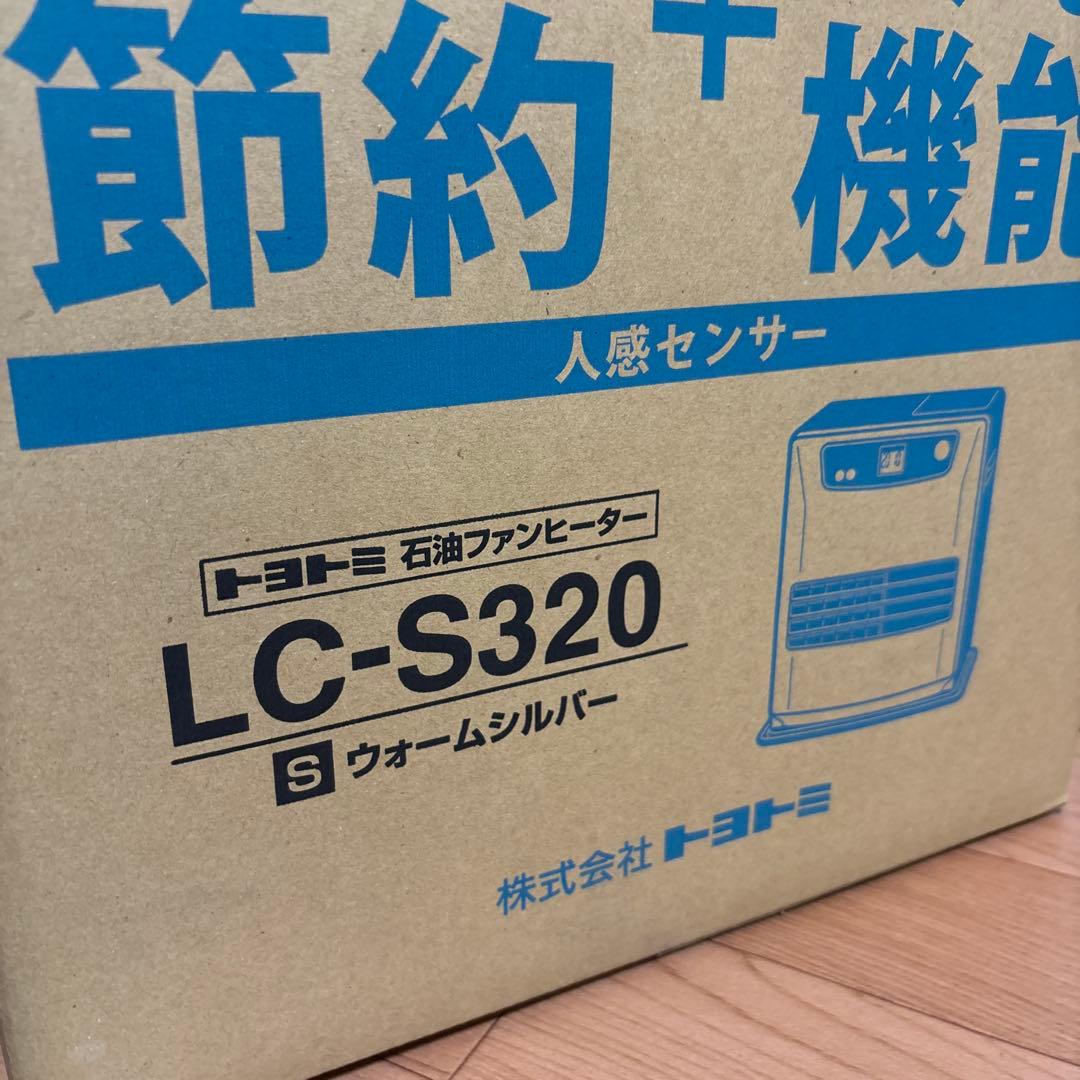 節約+機能
人感センサー
トヨトミ 石油ファンヒーター
LC-S320
S ウォームシルバー
株式会社トヨトミ